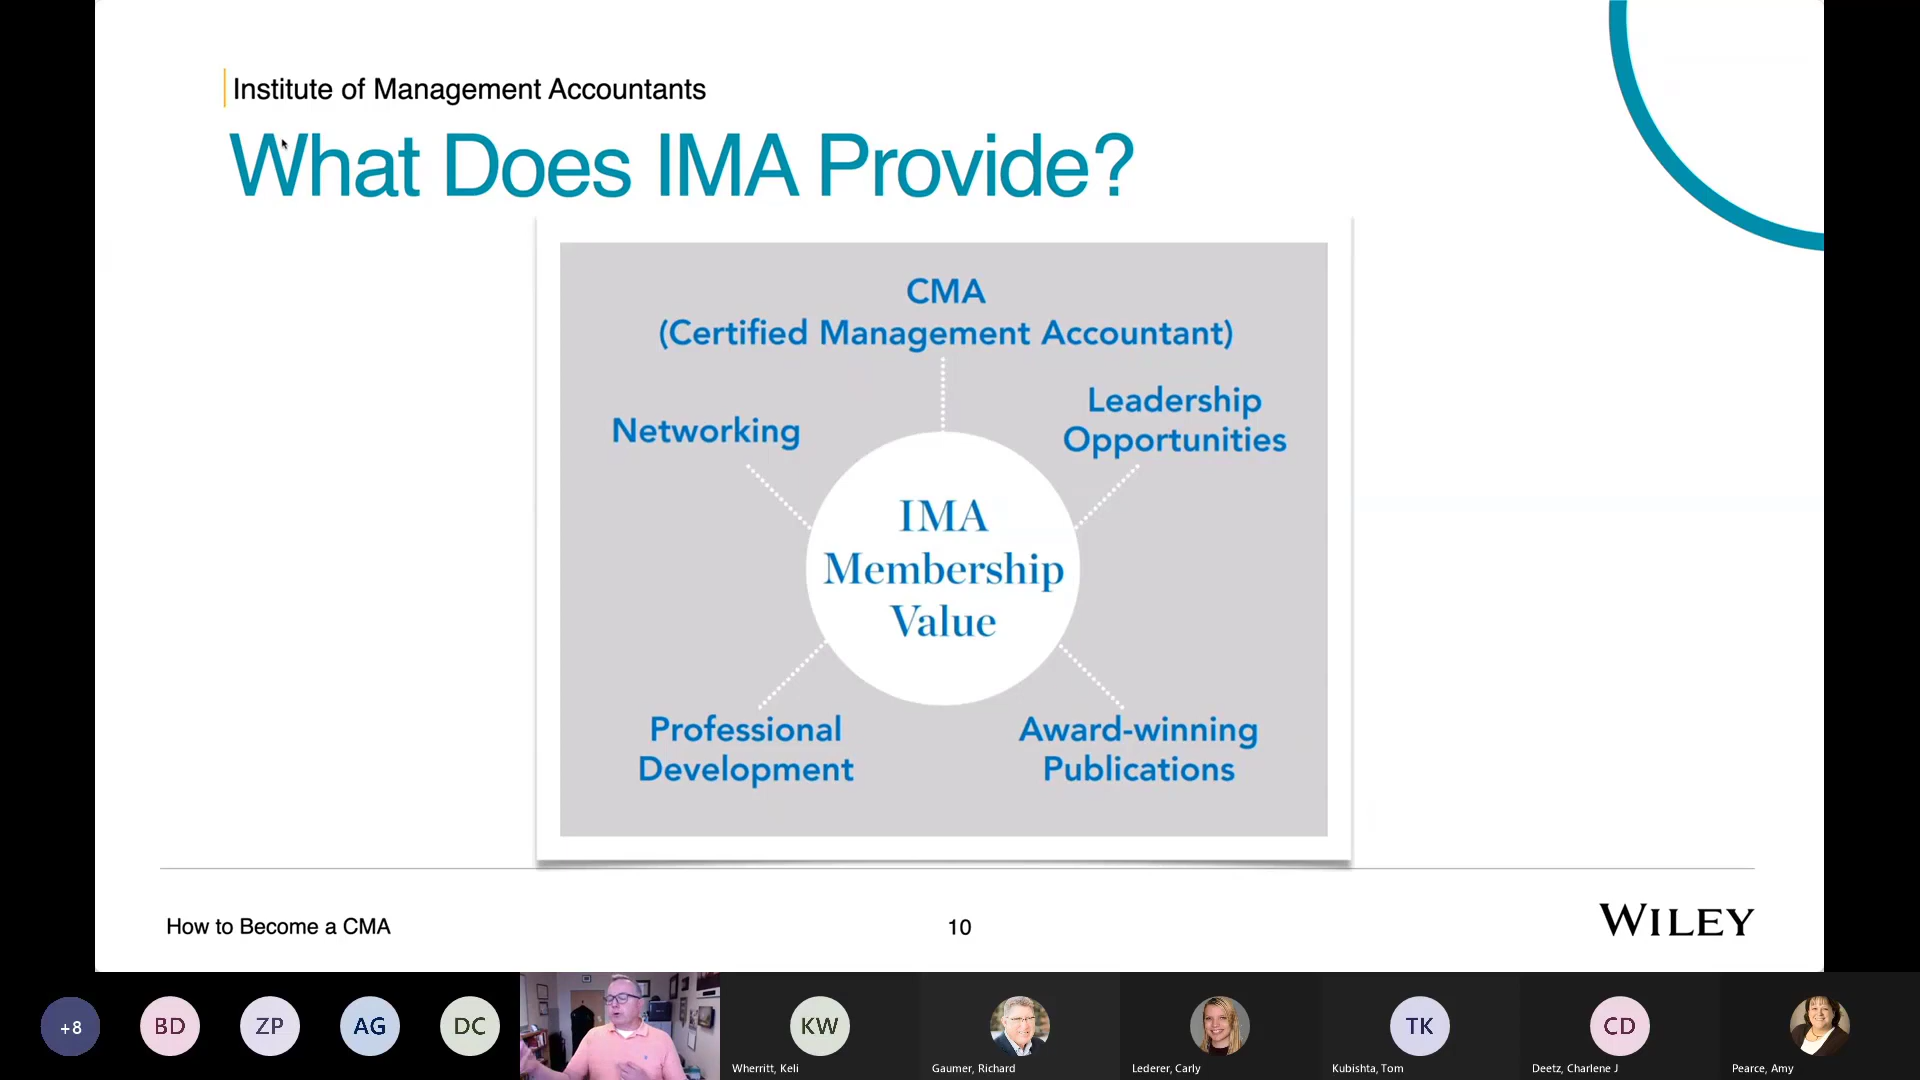 Institute of Management Accountants
What Does IMA Provide?
CMA
(Certified Management Accountant)
Networking
Leadership
Opportunities
IMA
Membership
Value
Professional
Development
Award-winning
Publications
How to Become a CMA
10
WILEY
+8
BD
ZP
AG
DC
KW
TK
CD
Wherritt, Keli
Gaumer, Richard
Lederer, Carly
Kubishta, Tom
Deetz, Charlene J
Pearce, Amy